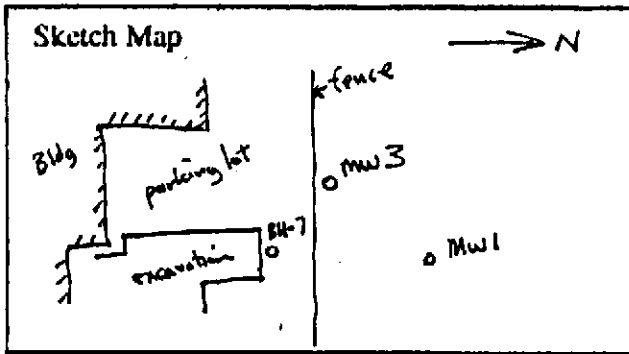 Sketch Map
N
fence
Bldg
parking lot
MW3
BH-7
excavation
MW1